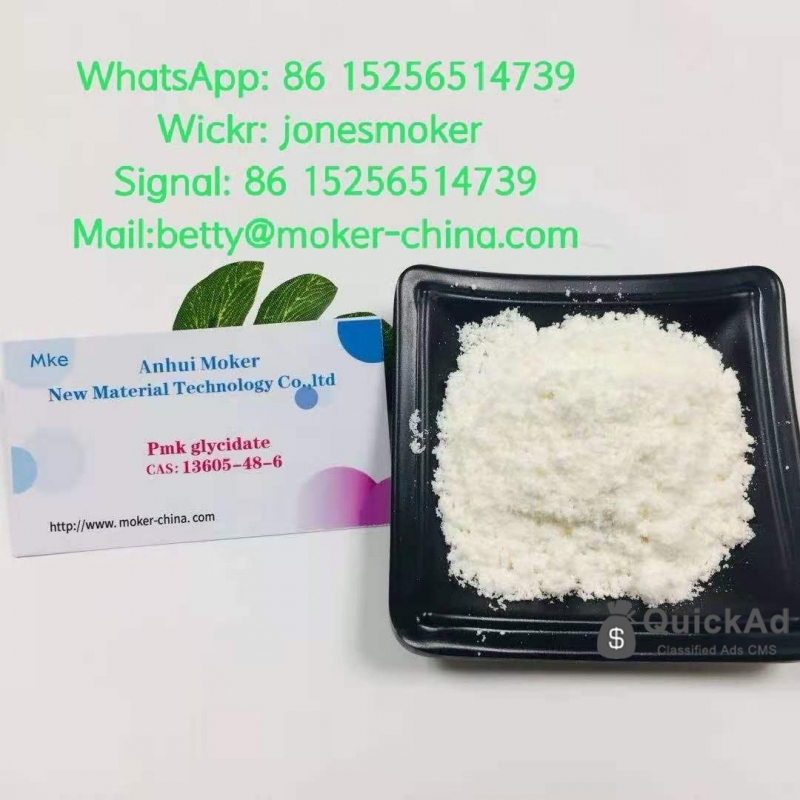 WhatsApp: 86 15256514739
Wickr: jonesmoker
Signal: 86 15256514739
Mail:betty@moker-china.com
Mke
Anhui Moker
New Material Technology Co.,ltd
Pmk glycidate
CAS: 13605-48-6
http://www.moker-china.com
$
QuickAd
Classified Ads CMS